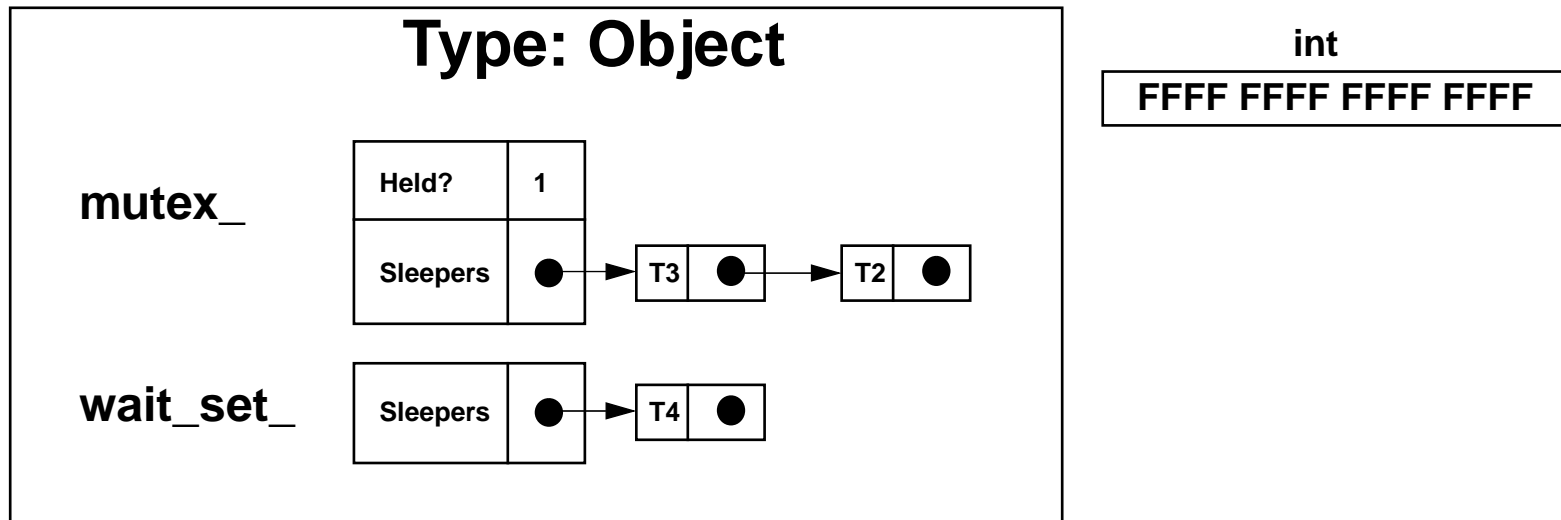 Type: Object
int
FFFF FFFF FFFF FFFF
mutex_
Held? 1
Sleepers T3 T2
wait_set_
Sleepers T4